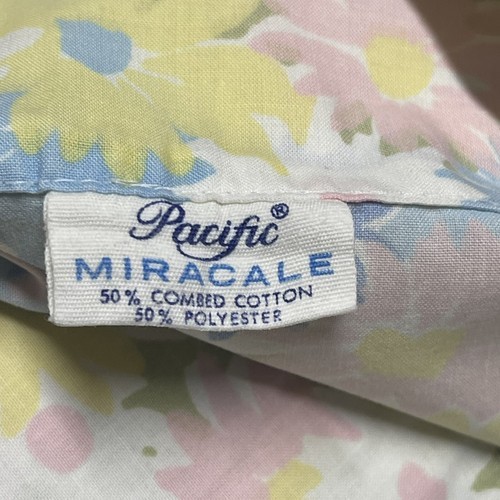 Pacific®
MIRACALE
50% COMBED COTTON
50% POLYESTER